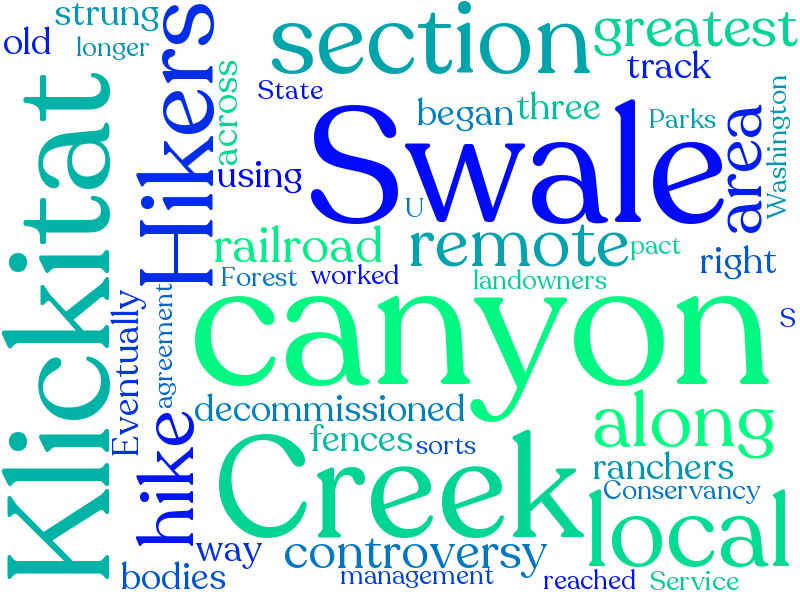 strung
old
longer
Hikers
section
greatest
track
State
across
began
three
Parks
Washington
Klickitat
using
Swale
area
U
railroad
remote
pact
right
Forest
worked
landowners
Eventually
agreement
canyon
S
hike
decommissioned
along
fences
sorts
Creek
ranchers
Conservancy
local
way
controversy
bodies
management
reached
Service